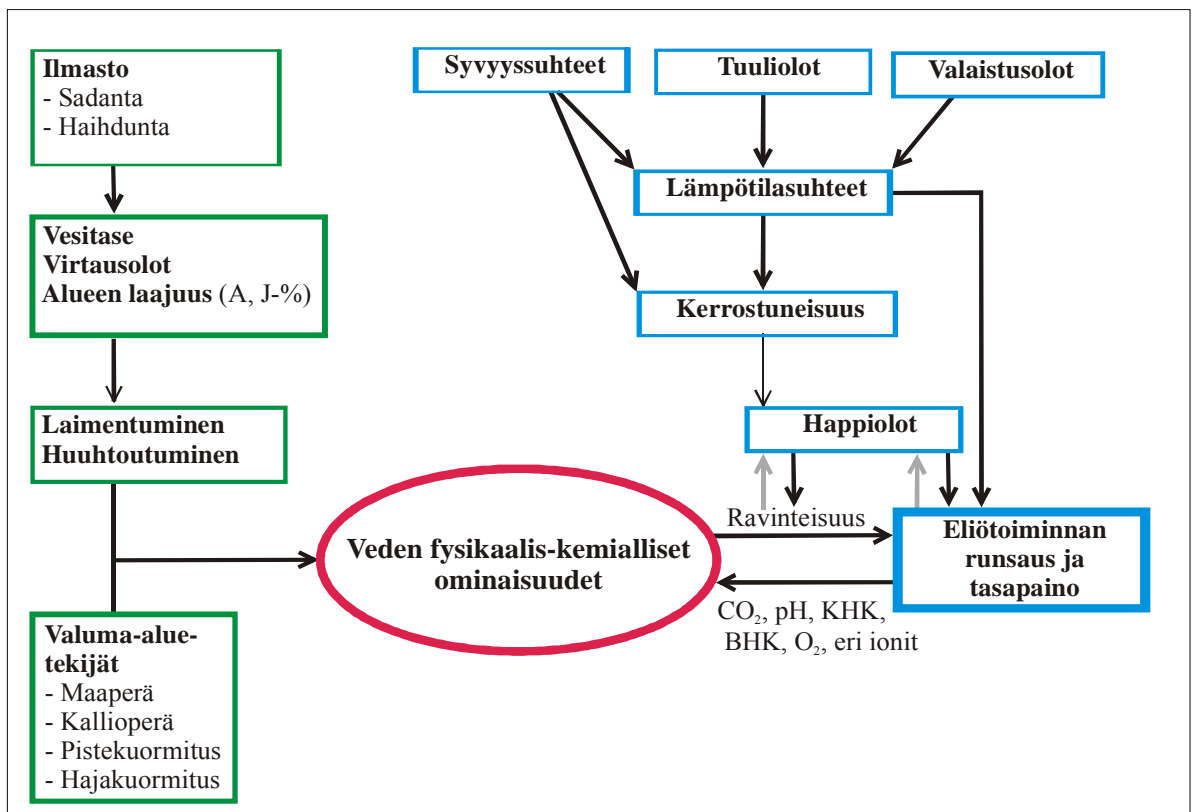 Ilmasto
- Sadanta
- Haihdunta
Vesitase
Virtausolot
Alueen laajuus (A, J-%)
Laimentuminen
Huuhtoutuminen
Valuma-alue-
tekijät
- Maaperä
- Kallioperä
- Pistekuormitus
- Hajakuormitus
Veden fysikaalis-kemialliset
ominaisuudet
Syvyyssuhteet
Tuuliolot
Valaistusolot
Lämpötilasuhteet
Kerrostuneisuus
Happiolot
Ravinteisuus
Eliötoiminnan
runsaus ja
tasapaino
CO₂, pH, KHK,
BHK, O₂, eri ionit